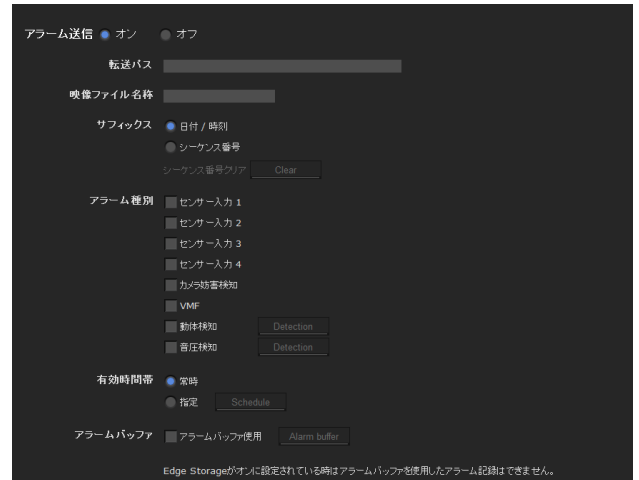 アラーム送信 オン オフ
転送パス
映像ファイル名称
サフィックス 日付 / 時刻
シーケンス番号
シーケンス番号クリア Clear
アラーム種別 センサー入力 1
センサー入力 2
センサー入力 3
センサー入力 4
カメラ妨害検知
VMF
動体検知 Detection
音圧検知 Detection
有効時間帯 常時
指定 Schedule
アラームバッファ アラームバッファ使用 Alarm buffer
Edge Storageがオンに設定されている時はアラームバッファを使用したアラーム記録はできません。